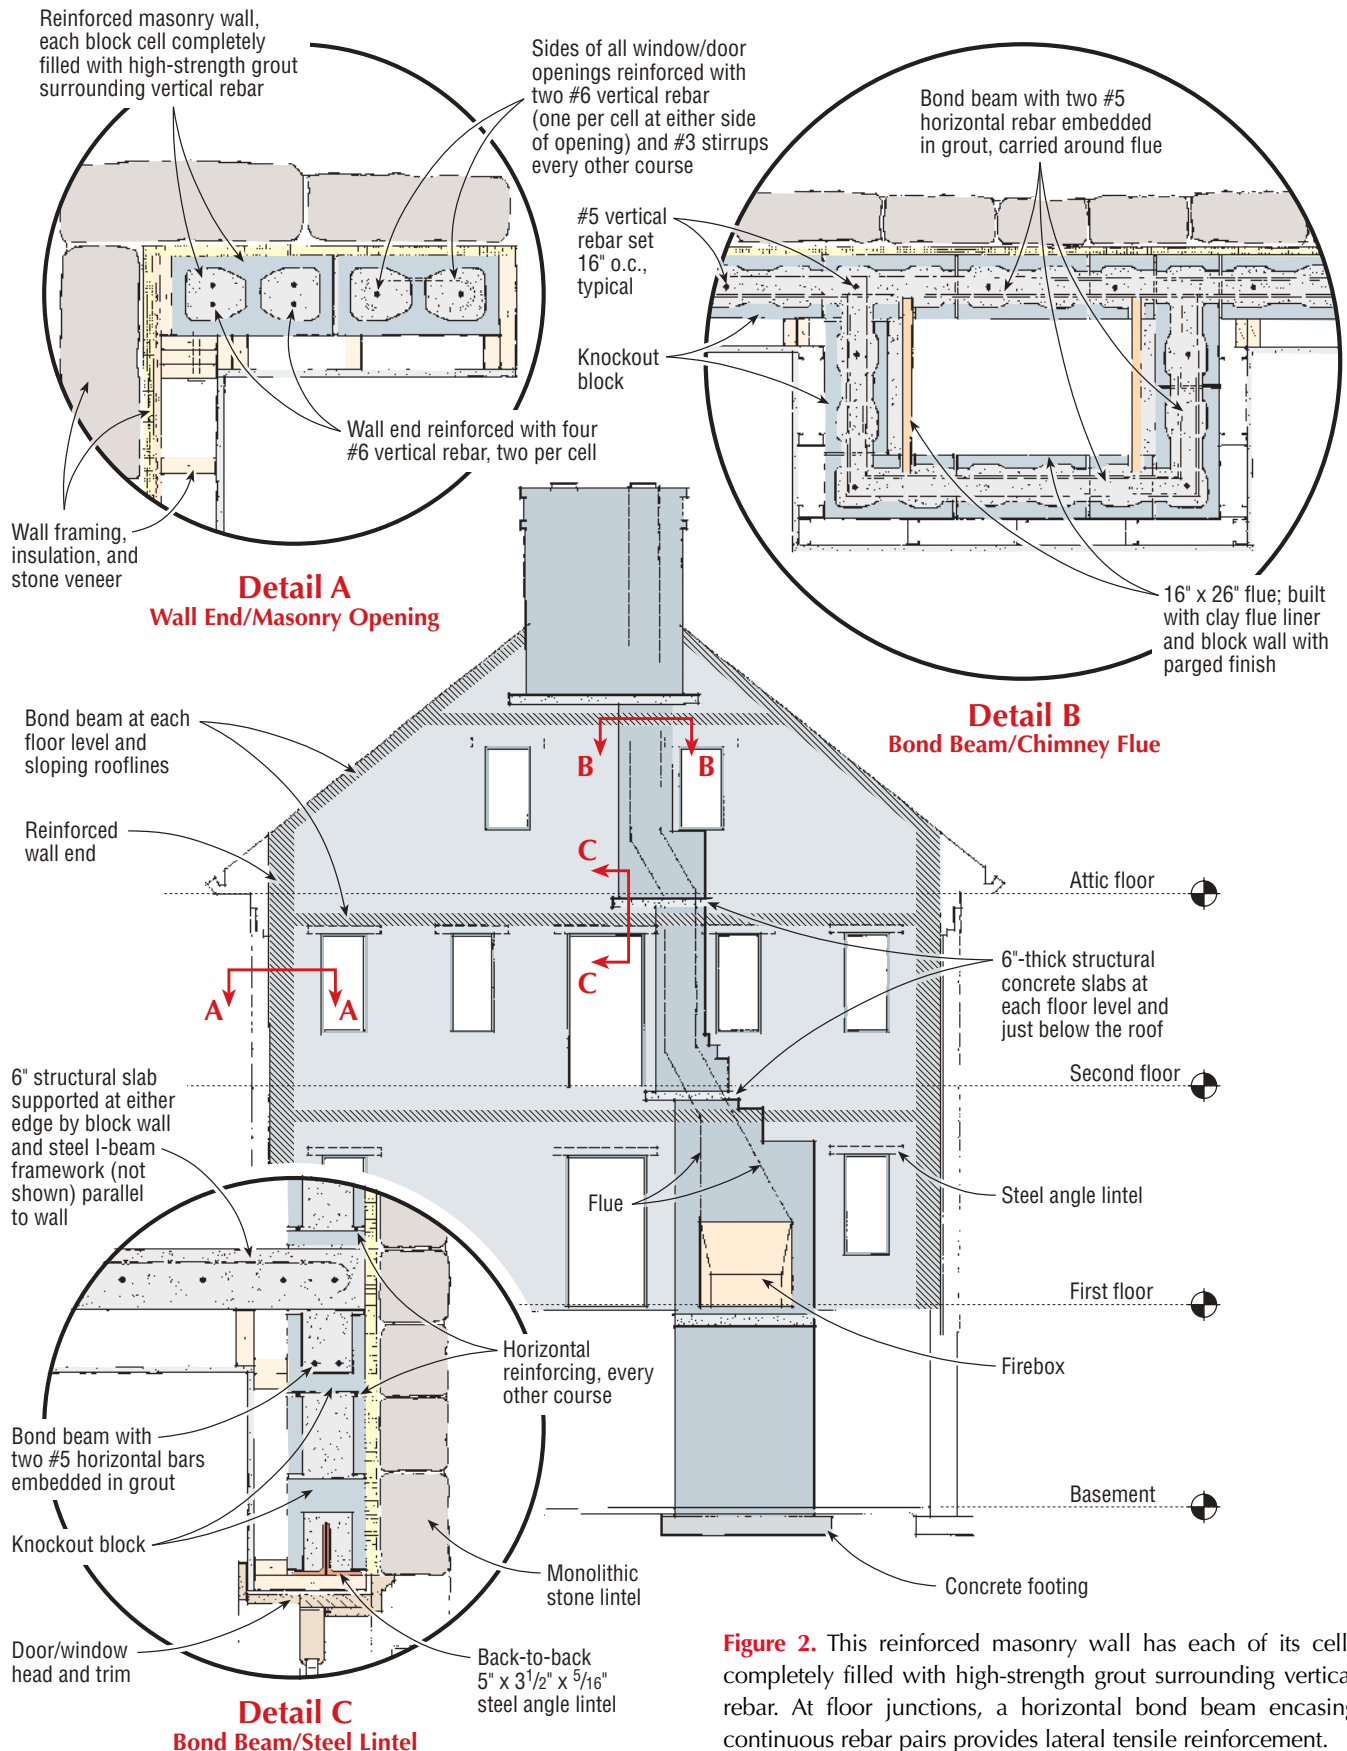 Reinforced masonry wall,
each block cell completely
filled with high-strength grout
surrounding vertical rebar
Sides of all window/door
openings reinforced with
two #6 vertical rebar
(one per cell at either side
of opening) and #3 stirrups
every other course
Bond beam with two #5
horizontal rebar embedded
in grout, carried around flue
#5 vertical
rebar set
16" o.c.,
typical
Knockout
block
Wall end reinforced with four
#6 vertical rebar, two per cell
Wall framing,
insulation, and
stone veneer
Detail A
Wall End/Masonry Opening
16" x 26" flue; built
with clay flue liner
and block wall with
parged finish
Detail B
Bond Beam/Chimney Flue
Bond beam at each
floor level and
sloping rooflines
B
B
Reinforced
wall end
C
Attic floor
6"-thick structural
concrete slabs at
each floor level and
just below the roof
C
A
A
6" structural slab
supported at either
edge by block wall
and steel I-beam
framework (not
shown) parallel
to wall
Second floor
Flue
Steel angle lintel
First floor
Firebox
Horizontal
reinforcing, every
other course
Bond beam with
two #5 horizontal bars
embedded in grout
Basement
Knockout block
Monolithic
stone lintel
Concrete footing
Door/window
head and trim
Back-to-back
5" x 3 1/2" x 5/16"
steel angle lintel
Detail C
Bond Beam/Steel Lintel
Figure 2. This reinforced masonry wall has each of its cell
completely filled with high-strength grout surrounding vertica
rebar. At floor junctions, a horizontal bond beam encasing
continuous rebar pairs provides lateral tensile reinforcement.